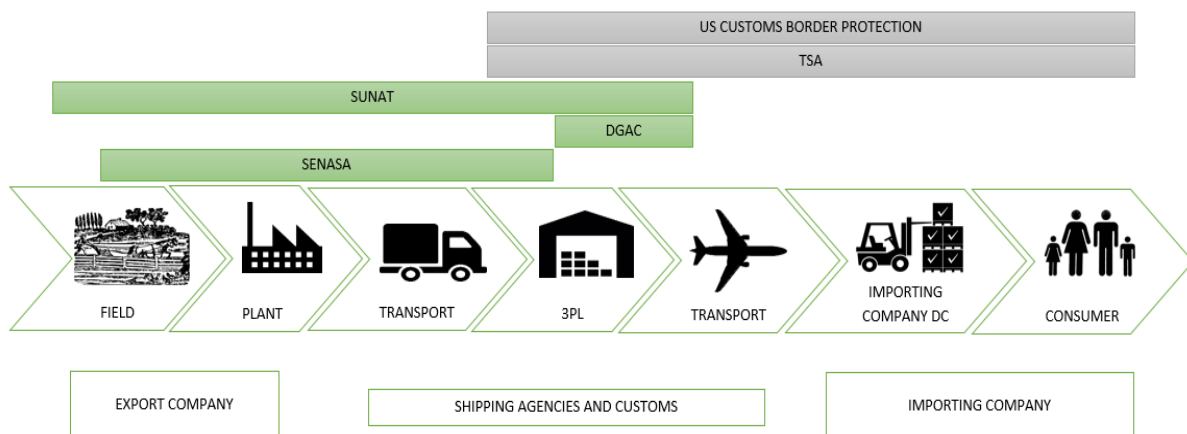 US CUSTOMS BORDER PROTECTION
TSA
SUNAT
DGAC
SENASA
FIELD
PLANT
TRANSPORT
3PL
TRANSPORT
IMPORTING
COMPANY DC
CONSUMER
EXPORT COMPANY
SHIPPING AGENCIES AND CUSTOMS
IMPORTING COMPANY